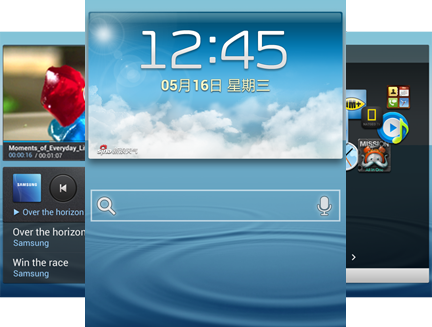 12:45
05月16日 星期三
Moments_of_Everyday_Li
00:00:16 / 00:01:07
SAMSUNG
Over the horizon
Over the horizon
Samsung
Win the race
Samsung
MISSI